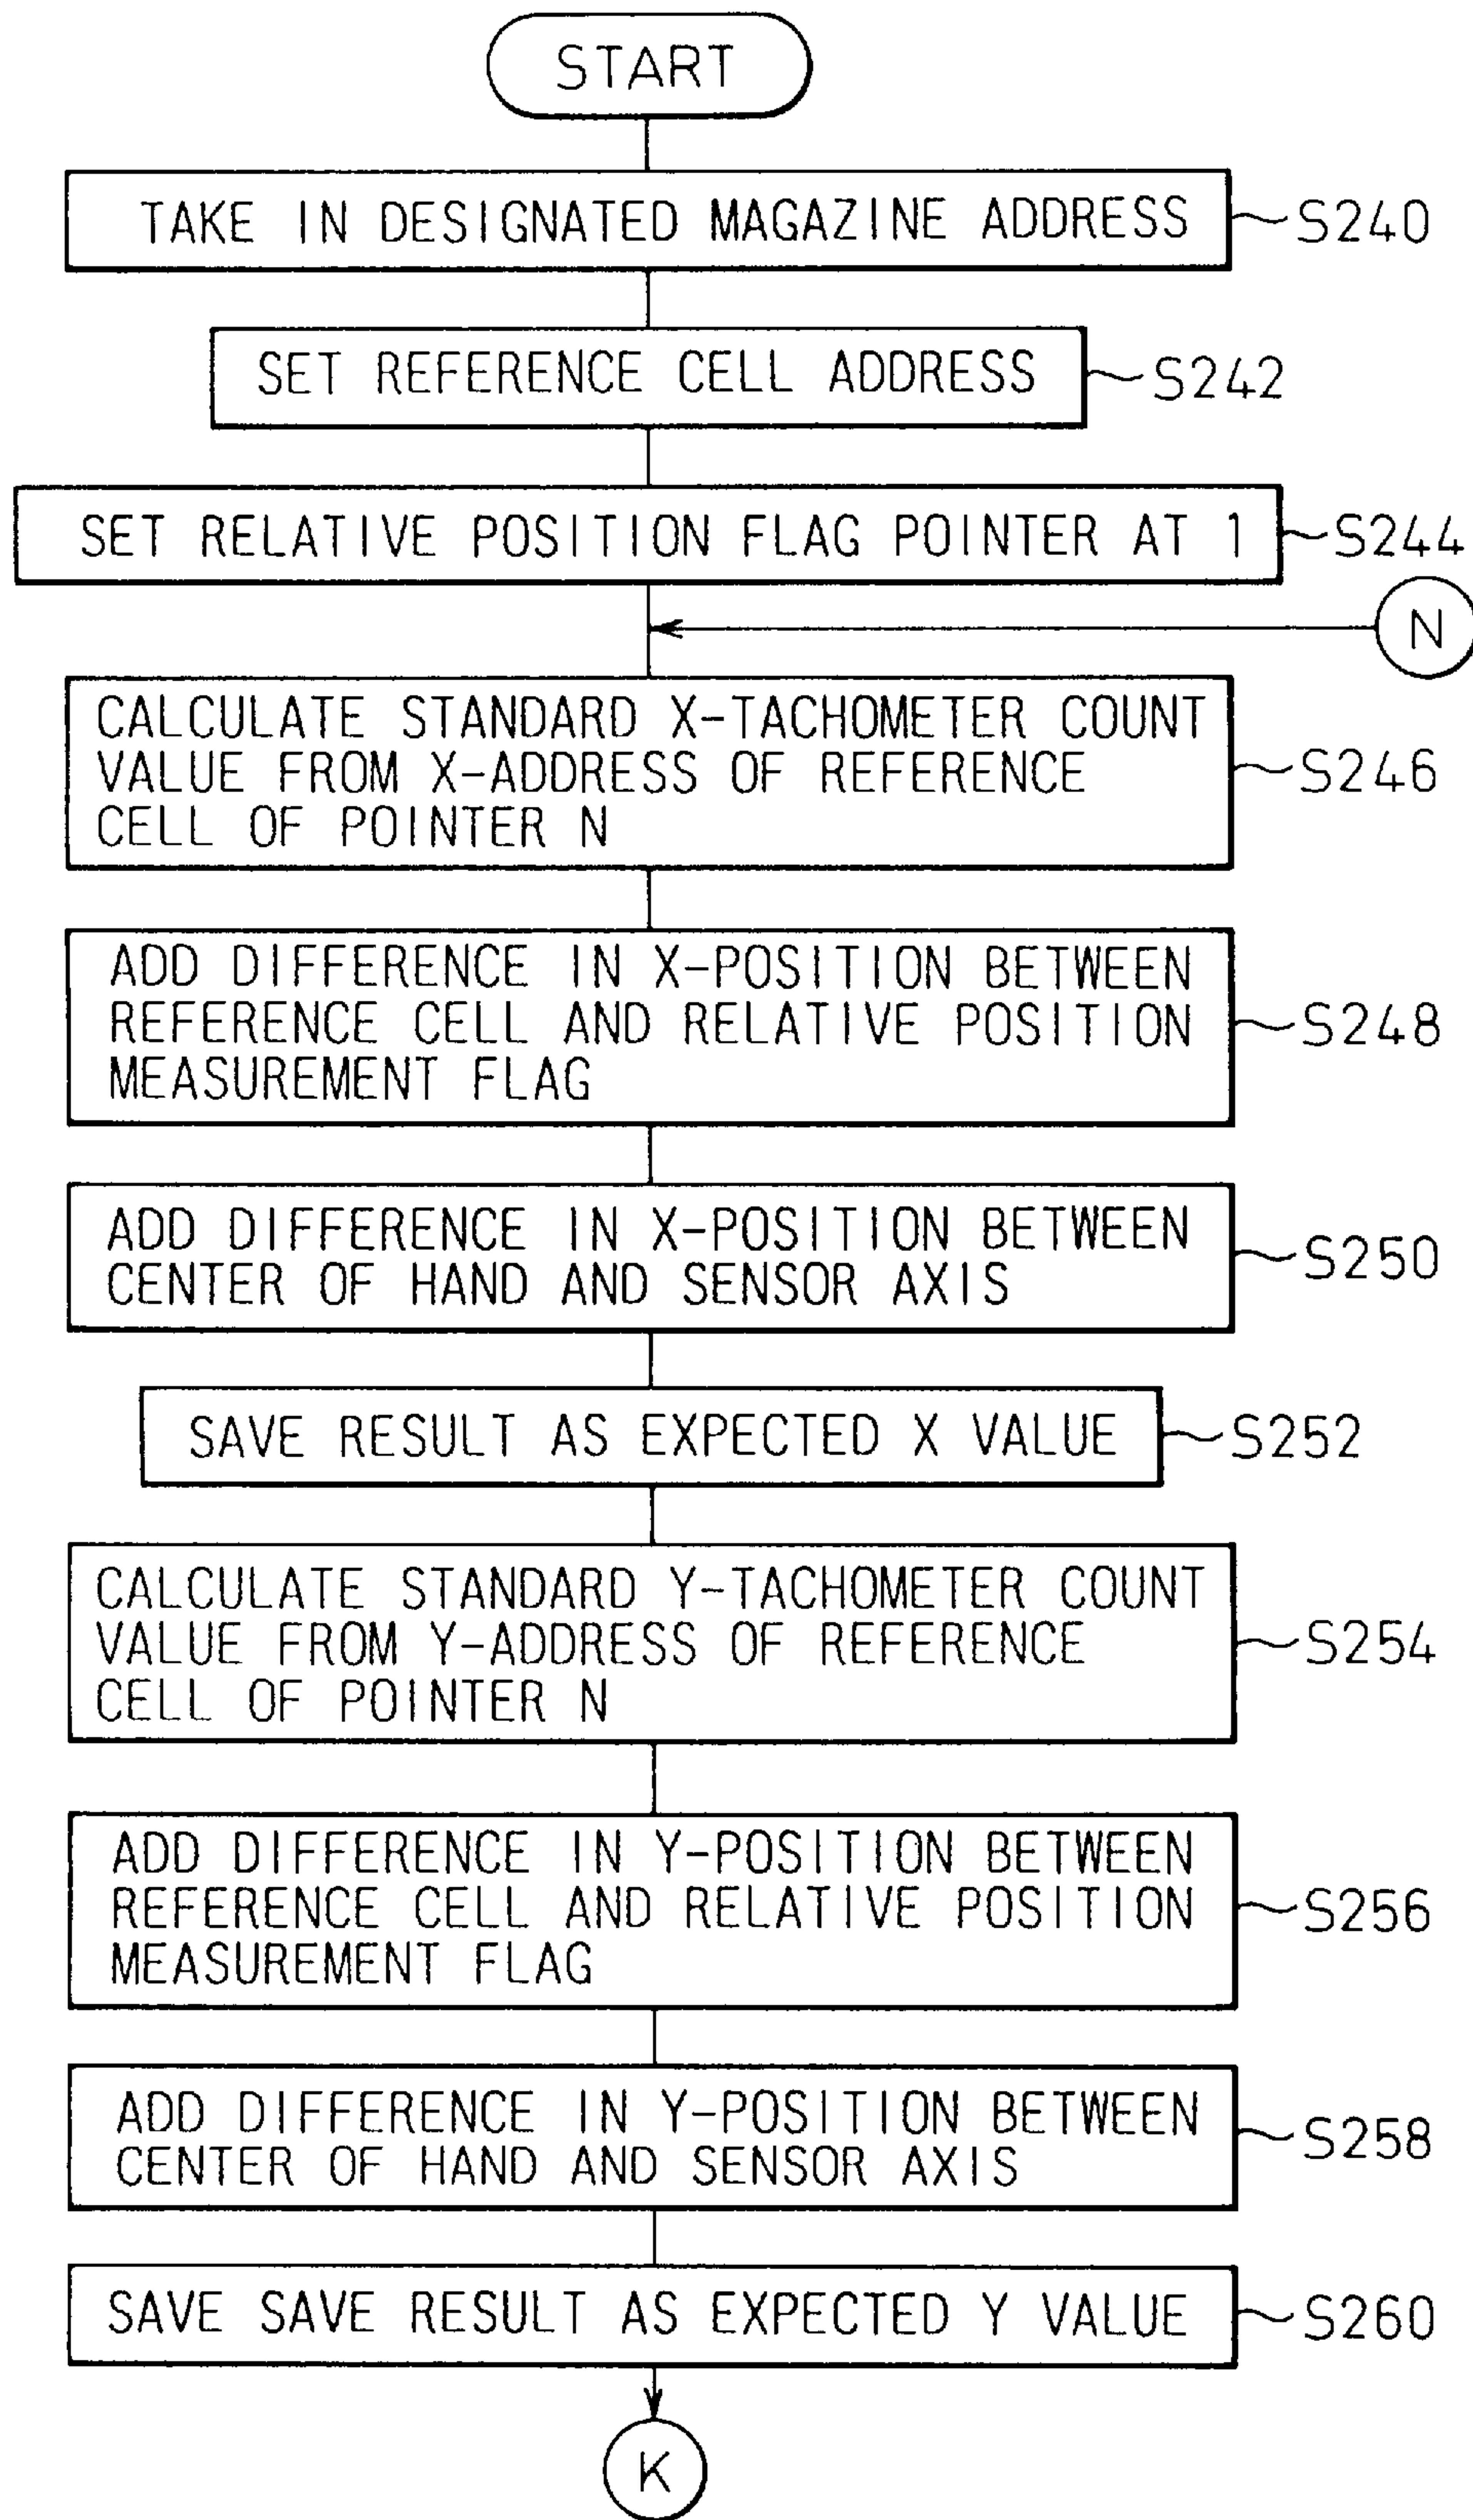 START
TAKE IN DESIGNATED MAGAZINE ADDRESS
S240
SET REFERENCE CELL ADDRESS
S242
SET RELATIVE POSITION FLAG POINTER AT 1
S244
N
CALCULATE STANDARD X-TACHOMETER COUNT
VALUE FROM X-ADDRESS OF REFERENCE
CELL OF POINTER N
S246
ADD DIFFERENCE IN X-POSITION BETWEEN
REFERENCE CELL AND RELATIVE POSITION
MEASUREMENT FLAG
S248
ADD DIFFERENCE IN X-POSITION BETWEEN
CENTER OF HAND AND SENSOR AXIS
S250
SAVE RESULT AS EXPECTED X VALUE
S252
CALCULATE STANDARD Y-TACHOMETER COUNT
VALUE FROM Y-ADDRESS OF REFERENCE
CELL OF POINTER N
S254
ADD DIFFERENCE IN Y-POSITION BETWEEN
REFERENCE CELL AND RELATIVE POSITION
MEASUREMENT FLAG
S256
ADD DIFFERENCE IN Y-POSITION BETWEEN
CENTER OF HAND AND SENSOR AXIS
S258
SAVE SAVE RESULT AS EXPECTED Y VALUE
S260
K